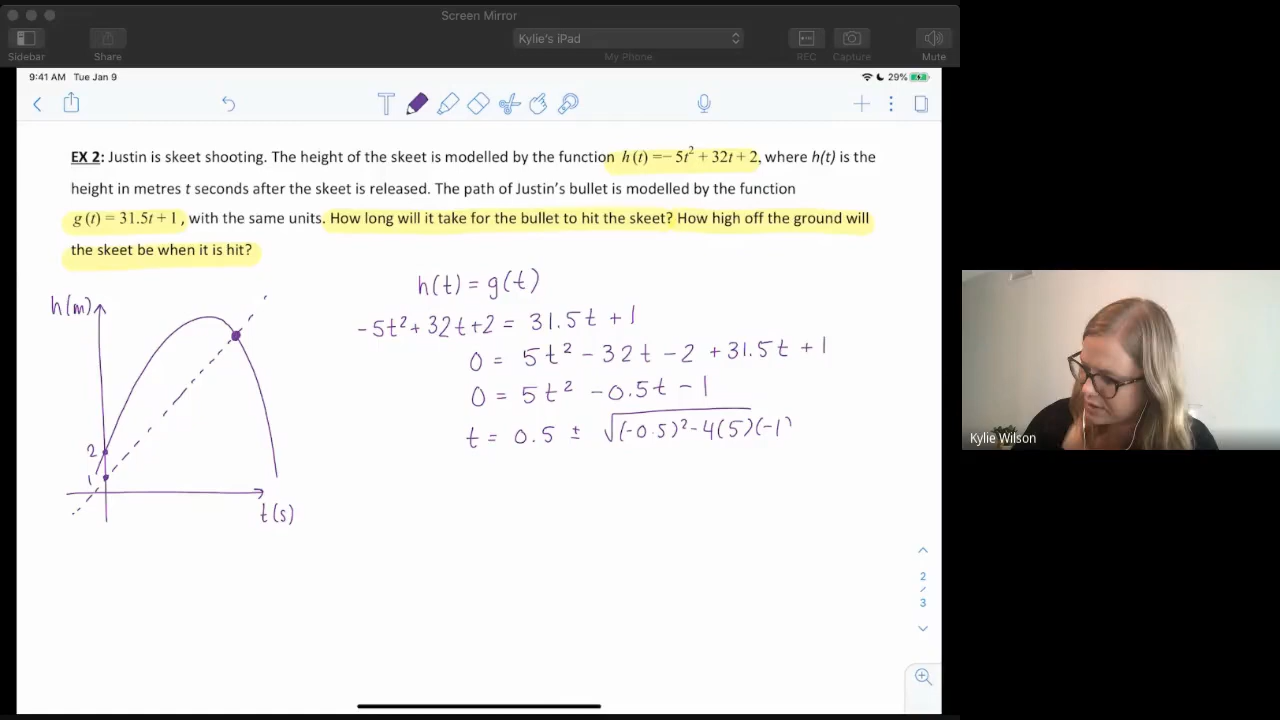 Screen Mirror
Sidebar
Share
Kylie's iPad
My Phone
REC
Capture
Mute
9:41 AM Tue Jan 9
29%
EX 2: Justin is skeet shooting. The height of the skeet is modelled by the function h(t) = −5t² + 32t + 2, where h(t) is the
height in metres t seconds after the skeet is released. The path of Justin's bullet is modelled by the function
g(t) = 31.5t + 1, with the same units. How long will it take for the bullet to hit the skeet? How high off the ground will
the skeet be when it is hit?
h(m)
2
1
t(s)
h(t) = g(t)
-5t² + 32t + 2 = 31.5t + 1
0 = 5t² - 32t - 2 + 31.5t + 1
0 = 5t² - 0.5t - 1
t = 0.5 ± √(-0.5)² - 4(5)(-1)
2
/
3
Kylie Wilson